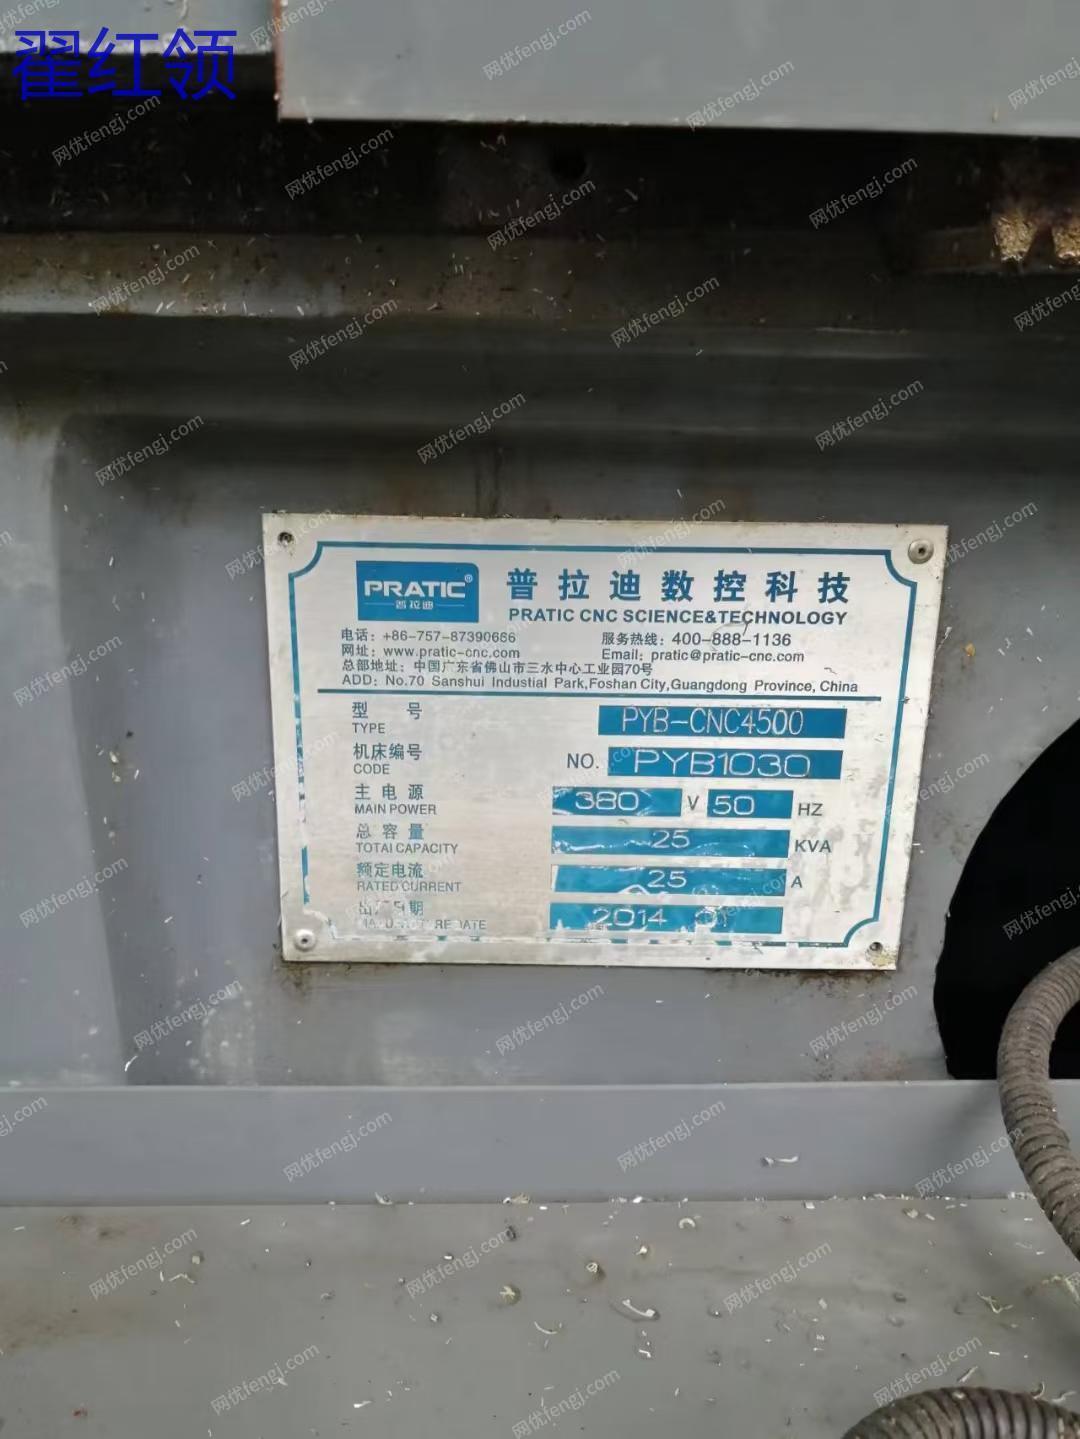 翟红领
PRATIC®
普拉迪
普拉迪数控科技
PRATIC CNC SCIENCE&TECHNOLOGY
电话：+86-757-87390666 服务热线：400-888-1136
网址：www.pratic-cnc.com Email：pratic@pratic-cnc.com
总部地址：中国广东省佛山市三水中心工业园70号
ADD：No.70 Sanshui Industial Park,Foshan City,Guangdong Province, China
型 号 PYB-CNC4500
TYPE
机床编号 NO. PYB1030
CODE
主电源 380 V 50 HZ
MAIN POWER
总容量 25 KVA
TOTAI CAPACITY
额定电流 25 A
RATED CURRENT
出厂日期 2014 01
DATE
网优fengj.com